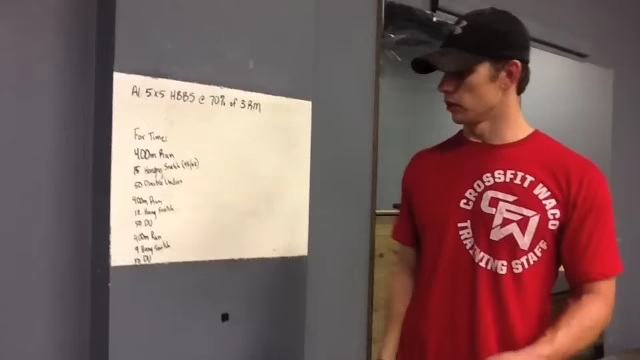 A1. 5x5 HBBS @ 70% of 3RM
For Time:
400m Run
15 Hang Snatch
50 Double Unders
400m Run
12 Hang Snatch
50 DU
400m Run
9 Hang Snatch
50 DU
CROSSFIT WACO
CFW
TRAINING STAFF